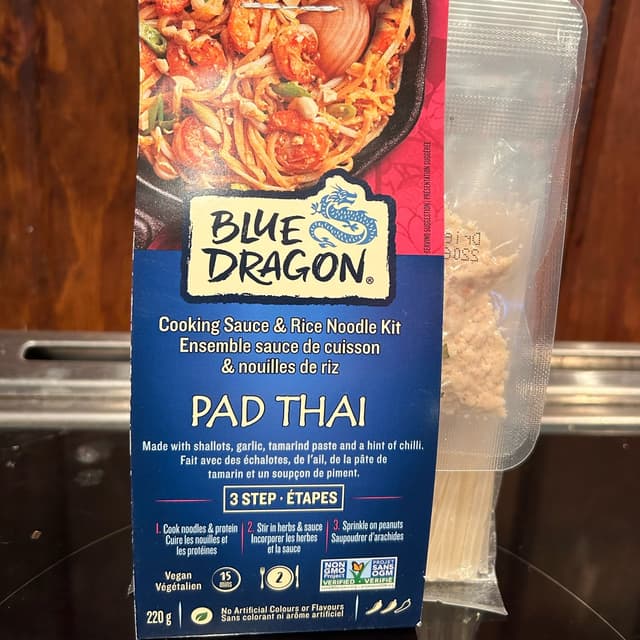 SERVING SUGGESTION/PRÉSENTATION SUGGÉRÉE
BLUE
DRAGON®
Cooking Sauce & Rice Noodle Kit
Ensemble sauce de cuisson
& nouilles de riz
PAD THAI
Made with shallots, garlic, tamarind paste and a hint of chilli.
Fait avec des échalotes, de l'ail, de la pâte de
tamarin et un soupçon de piment.
3 STEP · ÉTAPES
1. Cook noodles & protein
Cuire les nouilles et
les protéines
2. Stir in herbs & sauce
Incorporer les herbes
et la sauce
3. Sprinkle on peanuts
Saupoudrer d'arachides
Vegan
Végétalien
15
MINS
2
NON
GMO
Project
VERIFIED
PROJET
SANS
OGM
VÉRIFIÉ
220 g
No Artificial Colours or Flavours
Sans colorant ni arôme artificiel